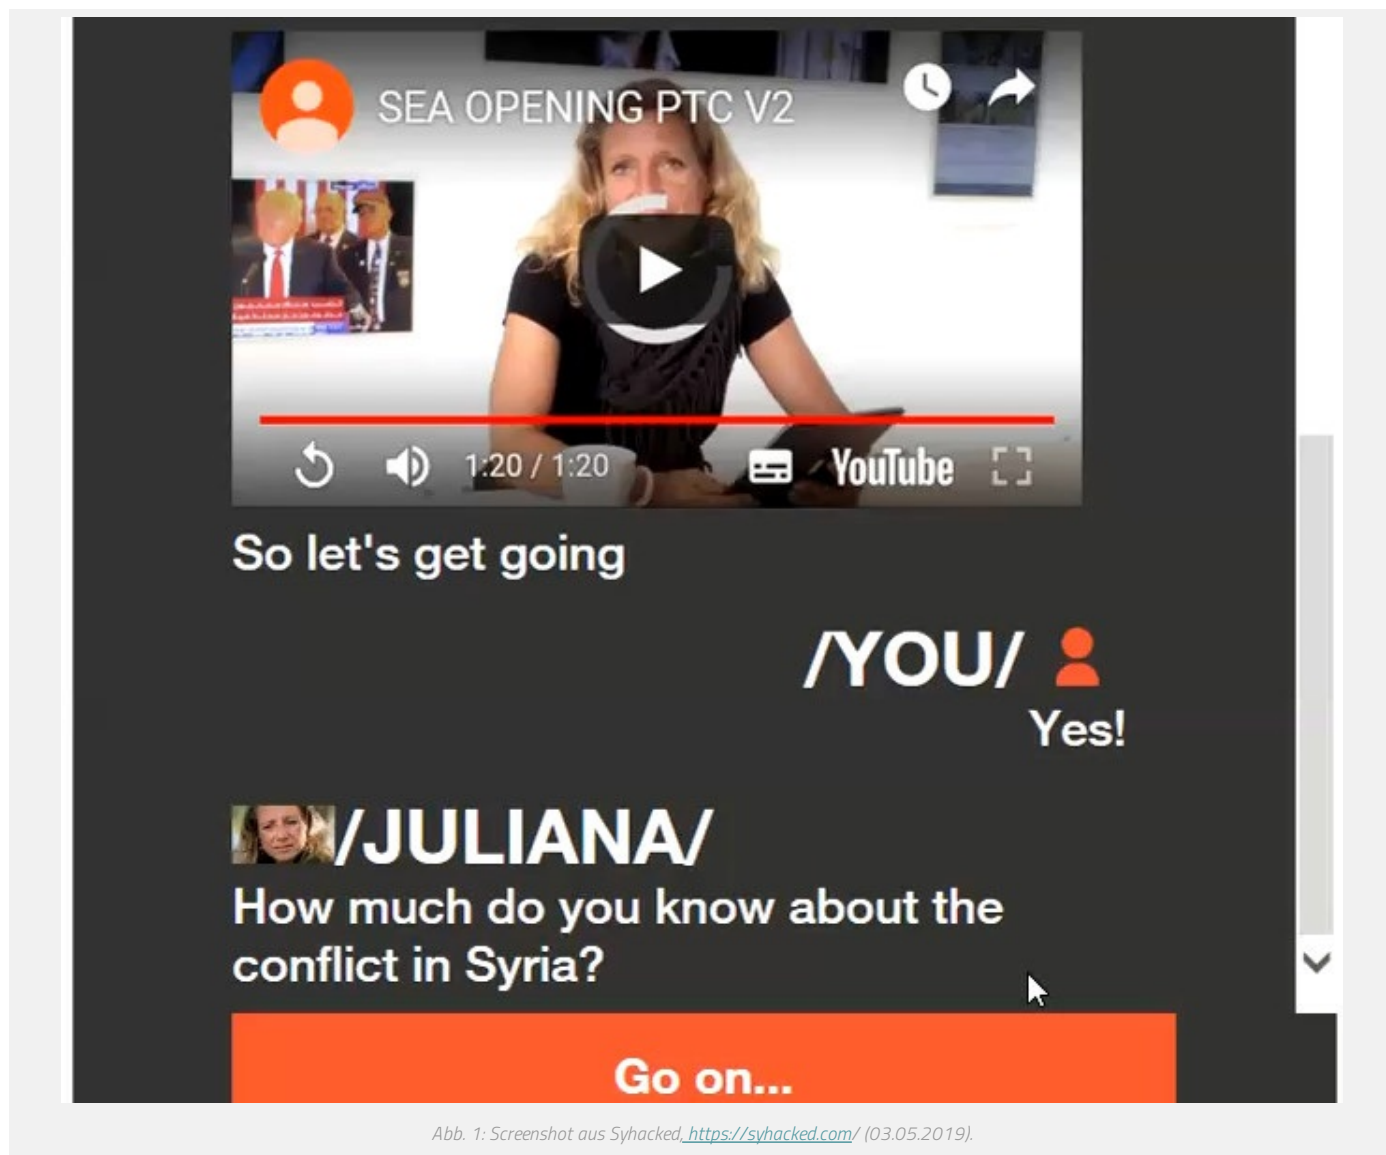 SEA OPENING PTC V2
1:20 / 1:20
YouTube
So let's get going
/YOU/
Yes!
/JULIANA/
How much do you know about the
conflict in Syria?
Go on...
Abb. 1: Screenshot aus Syhacked, https://syhacked.com/ (03.05.2019).